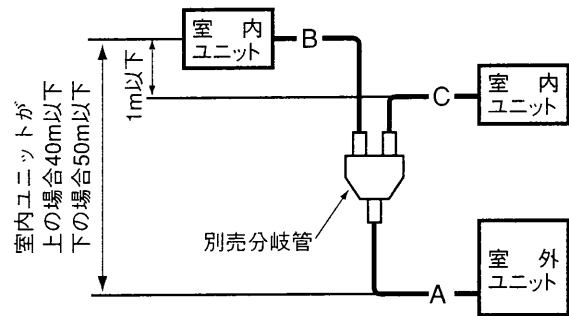 室　内
ユニット
B
1m以下
室内ユニットが
上の場合40m以下
下の場合50m以下
C
室　内
ユニット
別売分岐管
A
室　外
ユニット